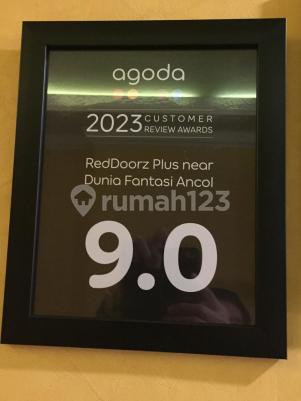 agoda
2023 CUSTOMER
REVIEW AWARDS
RedDoorz Plus near
Dunia Fantasi Ancol
rumah123
9.0